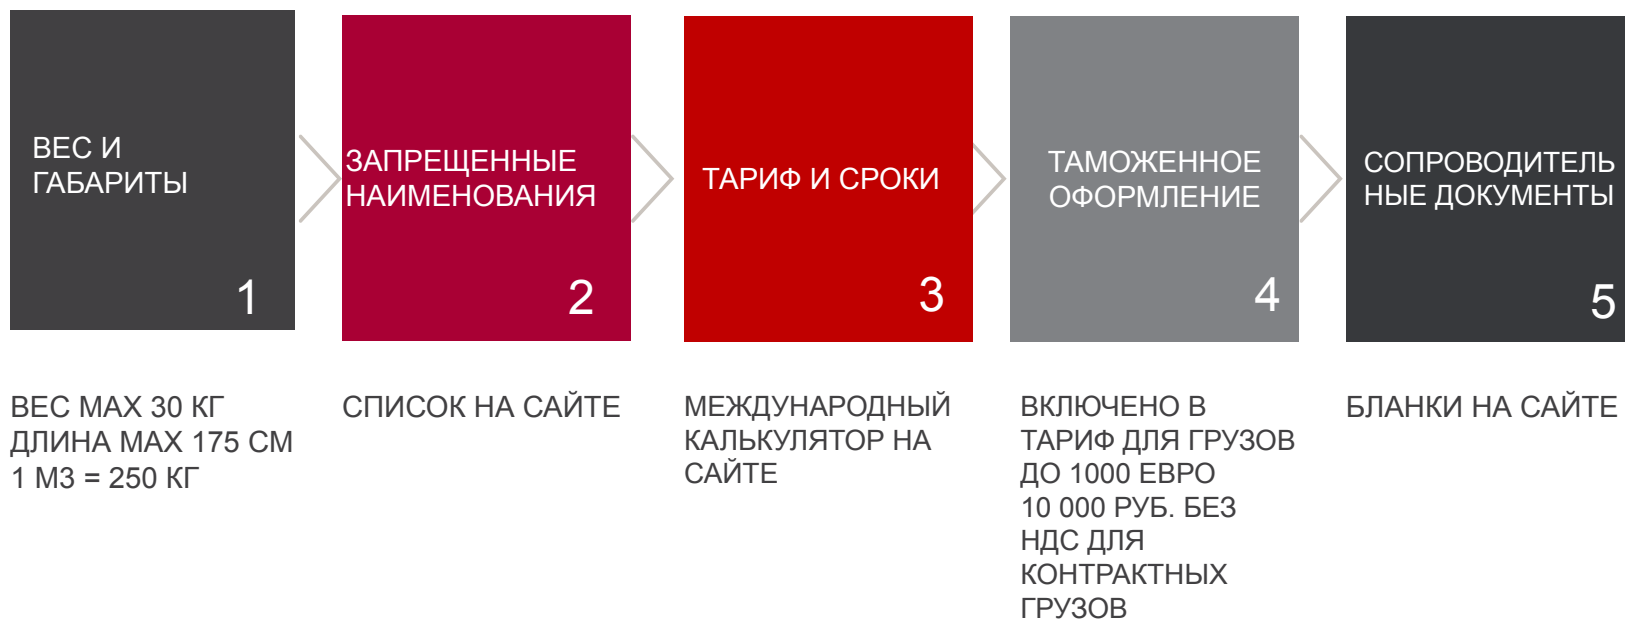 ВЕС И
ГАБАРИТЫ
1
ЗАПРЕЩЕННЫЕ
НАИМЕНОВАНИЯ
2
ТАРИФ И СРОКИ
3
ТАМОЖЕННОЕ
ОФОРМЛЕНИЕ
4
СОПРОВОДИТЕЛЬ
НЫЕ ДОКУМЕНТЫ
5
ВЕС MAX 30 КГ
ДЛИНА MAX 175 СМ
1 М3 = 250 КГ
СПИСОК НА САЙТЕ
МЕЖДУНАРОДНЫЙ
КАЛЬКУЛЯТОР НА
САЙТЕ
ВКЛЮЧЕНО В
ТАРИФ ДЛЯ ГРУЗОВ
ДО 1000 ЕВРО
10 000 РУБ. БЕЗ
НДС ДЛЯ
КОНТРАКТНЫХ
ГРУЗОВ
БЛАНКИ НА САЙТЕ